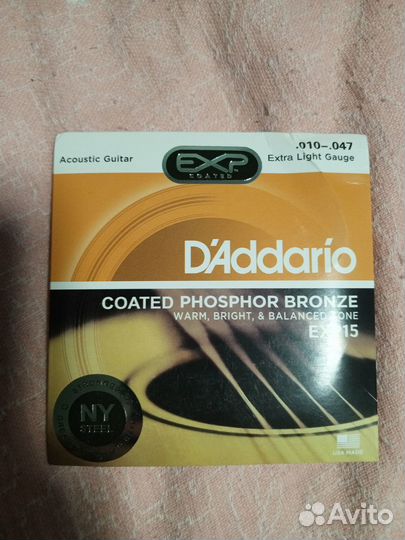 .010–.047
Acoustic Guitar
EXP
COATED
Extra Light Gauge
D'Addario
COATED PHOSPHOR BRONZE
WARM, BRIGHT, & BALANCED TONE
EXP15
NY
STEEL
USA MADE
Avito